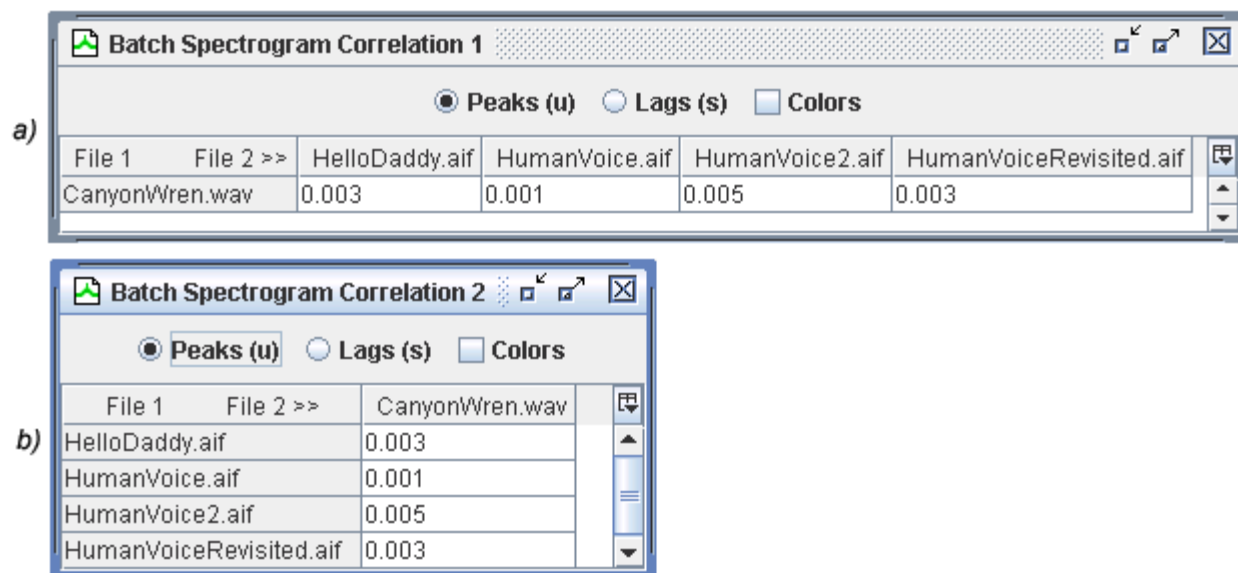 Batch Spectrogram Correlation 1
Peaks (u) Lags (s) Colors
a)
File 1 File 2 >> HelloDaddy.aif HumanVoice.aif HumanVoice2.aif HumanVoiceRevisited.aif
CanyonWren.wav 0.003 0.001 0.005 0.003
Batch Spectrogram Correlation 2
Peaks (u) Lags (s) Colors
File 1 File 2 >> CanyonWren.wav
b)
HelloDaddy.aif 0.003
HumanVoice.aif 0.001
HumanVoice2.aif 0.005
HumanVoiceRevisited.aif 0.003